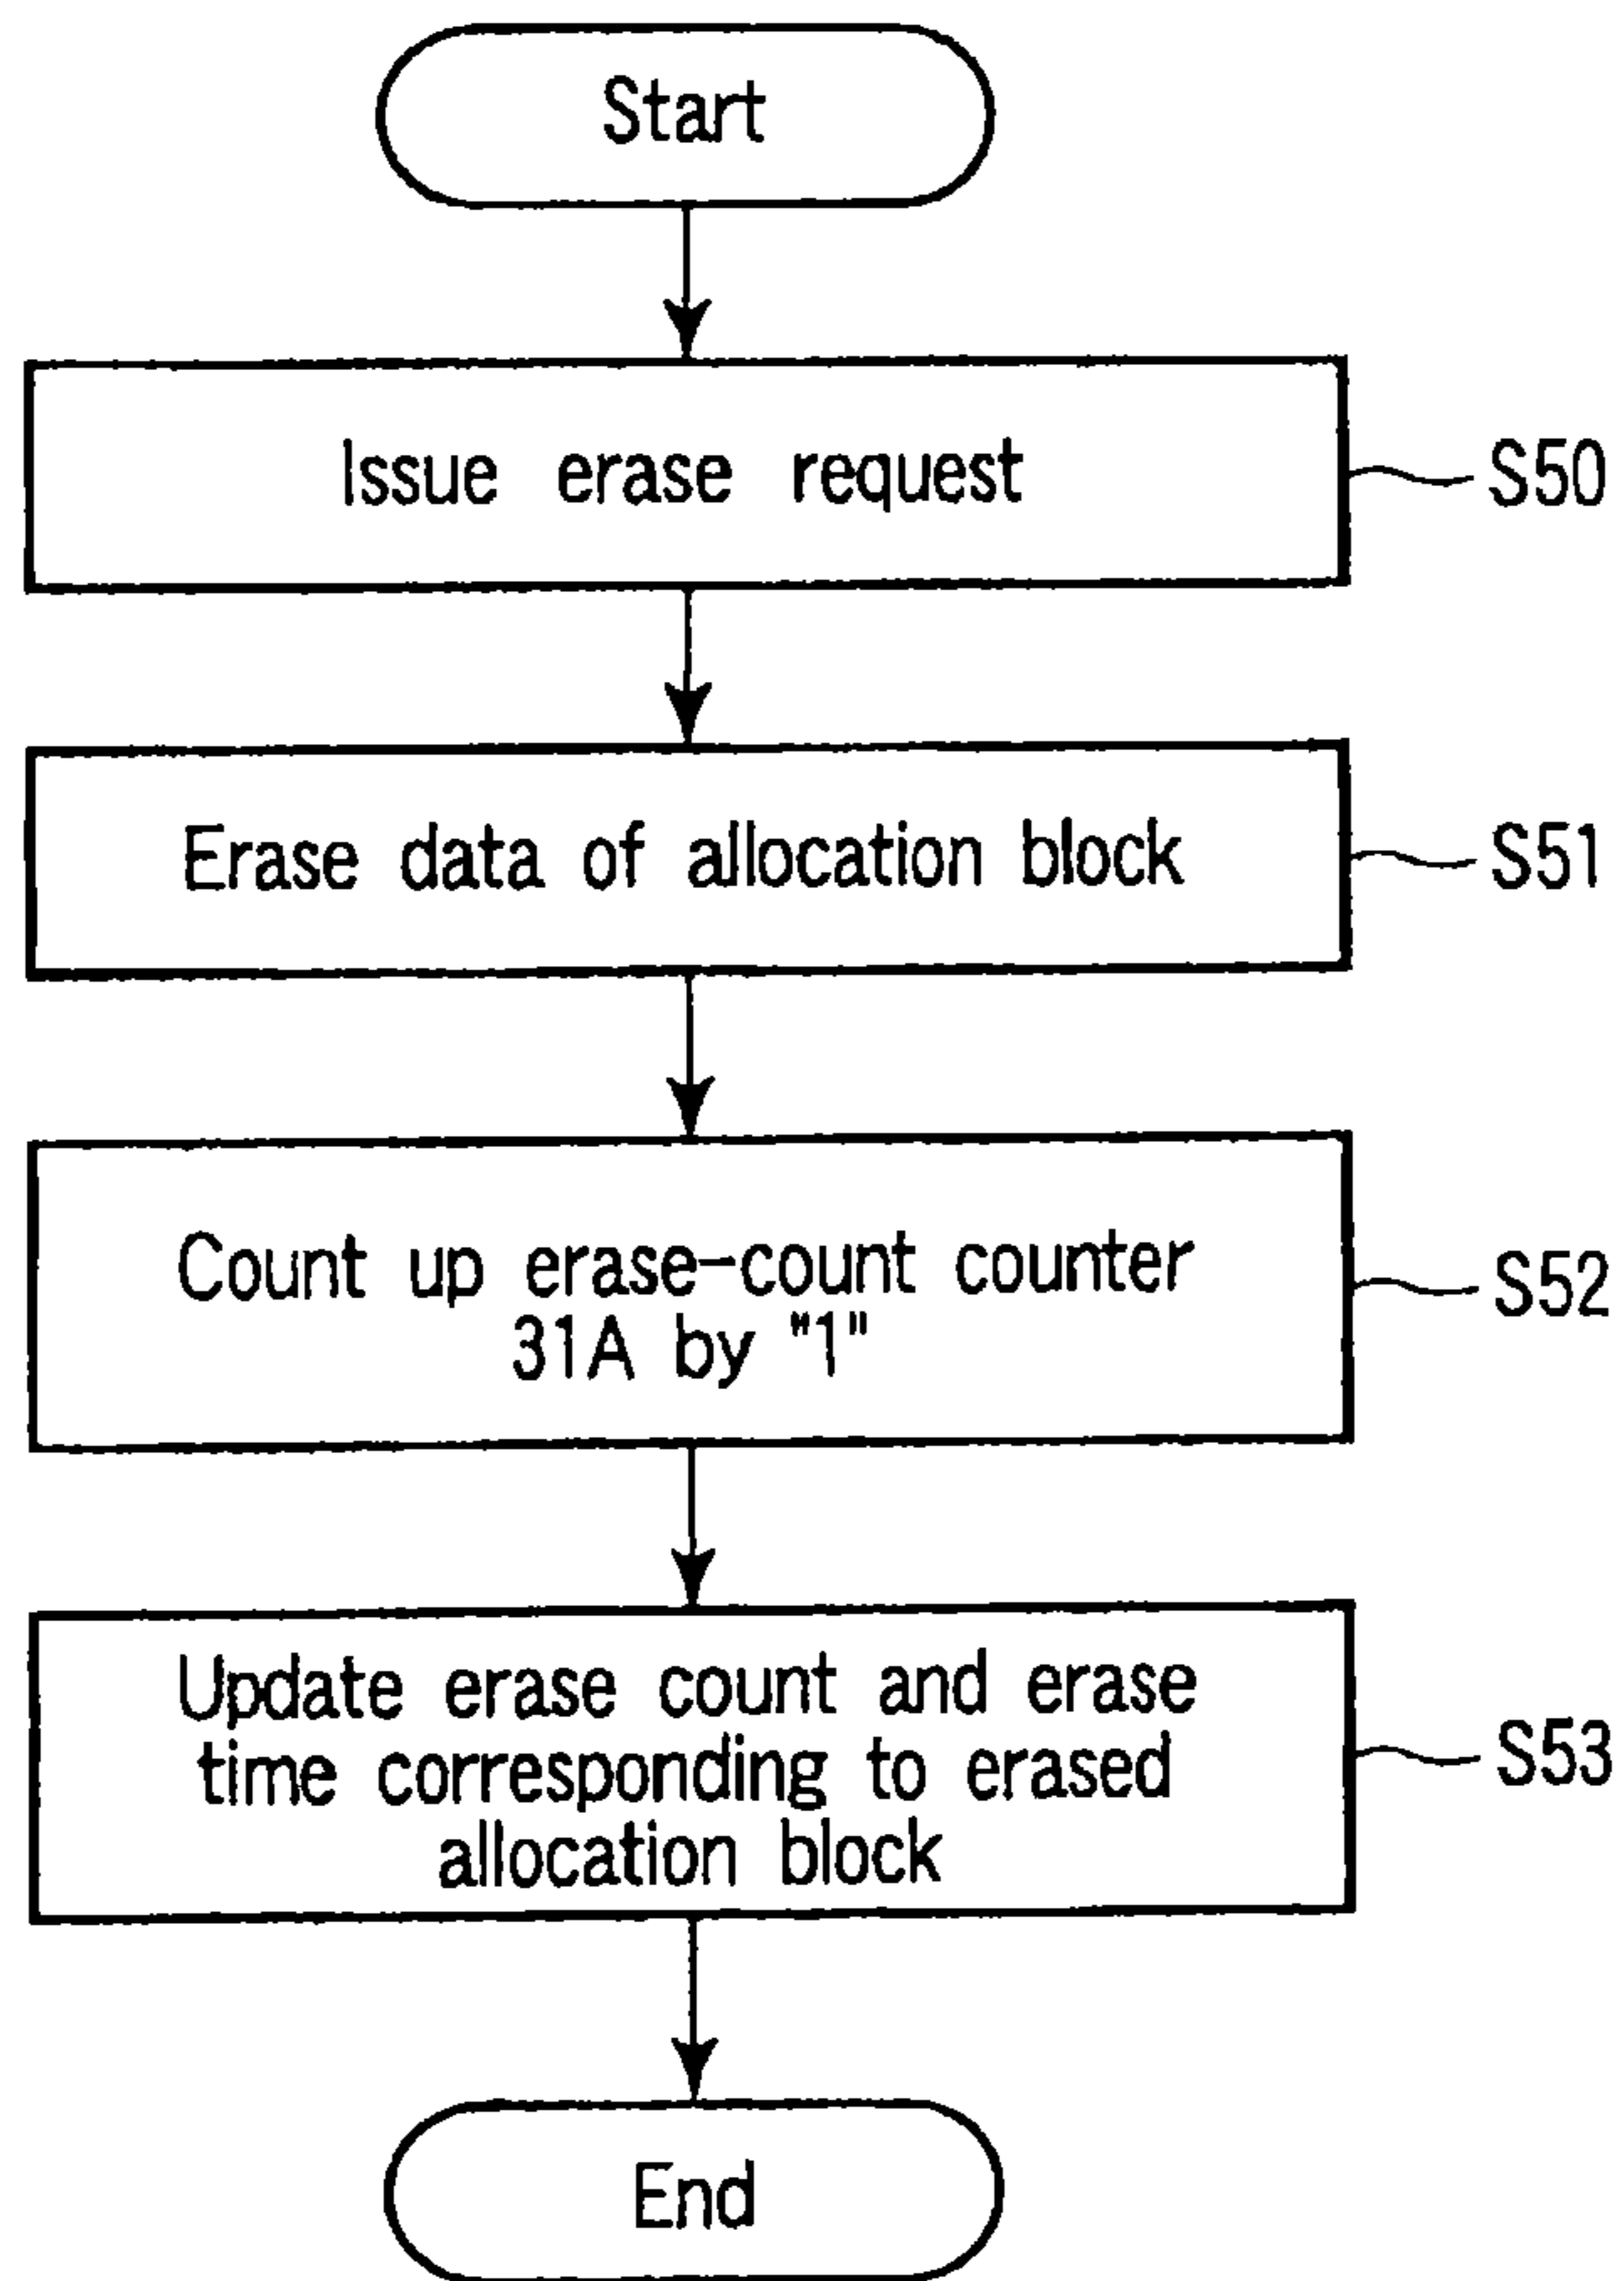 Start
Issue erase request
S50
Erase data of allocation block
S51
Count up erase-count counter
31A by "1"
S52
Update erase count and erase
time corresponding to erased
allocation block
S53
End